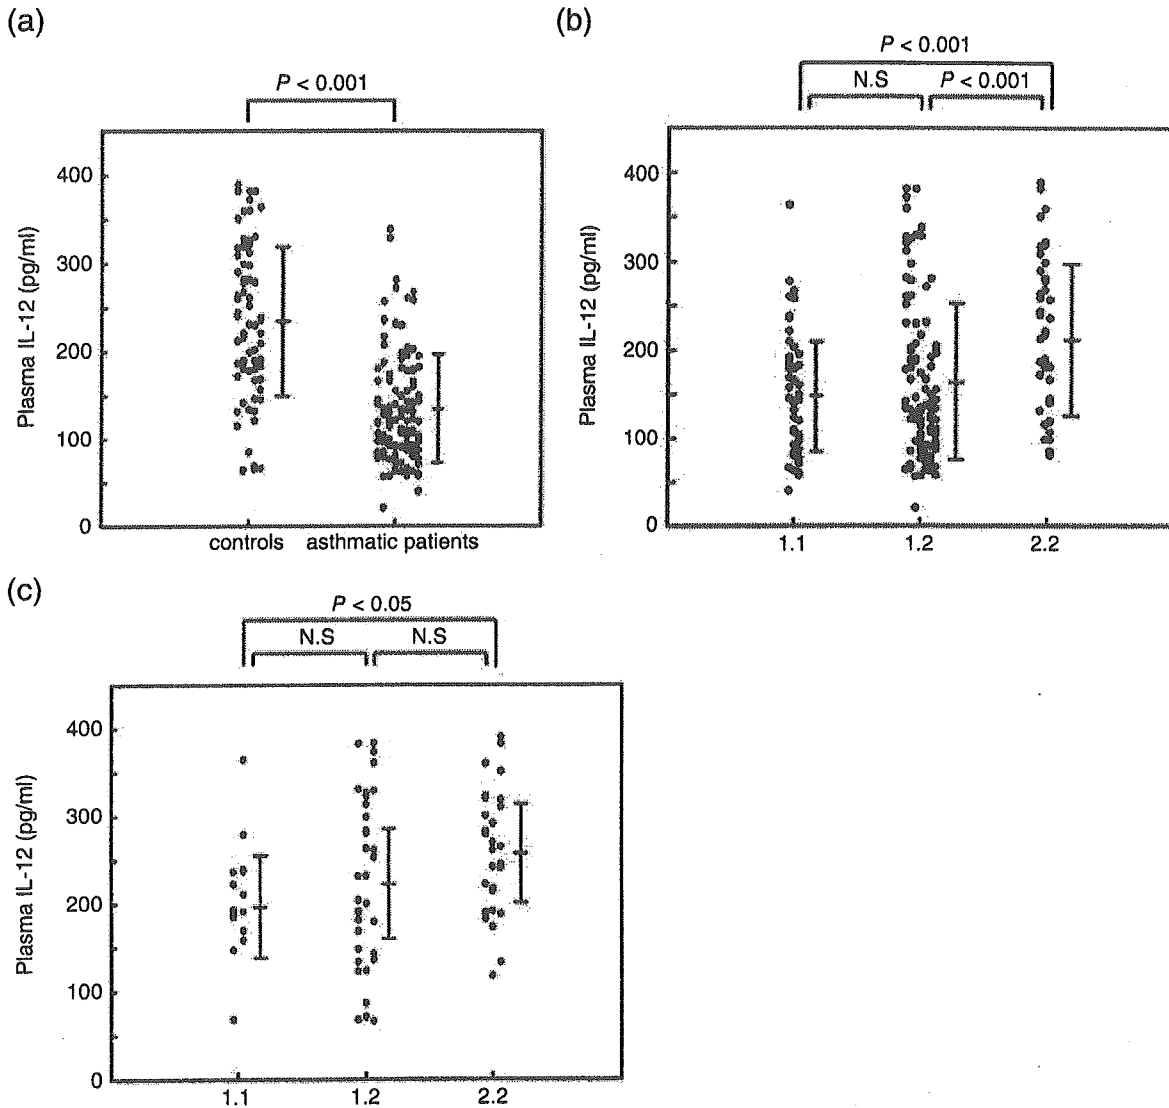 (a)
P < 0.001
400
300
200
100
0
Plasma IL-12 (pg/ml)
controls asthmatic patients
(b)
P < 0.001
N.S P < 0.001
400
300
200
100
0
Plasma IL-12 (pg/ml)
1.1 1.2 2.2
(c)
P < 0.05
N.S N.S
400
300
200
100
0
Plasma IL-12 (pg/ml)
1.1 1.2 2.2